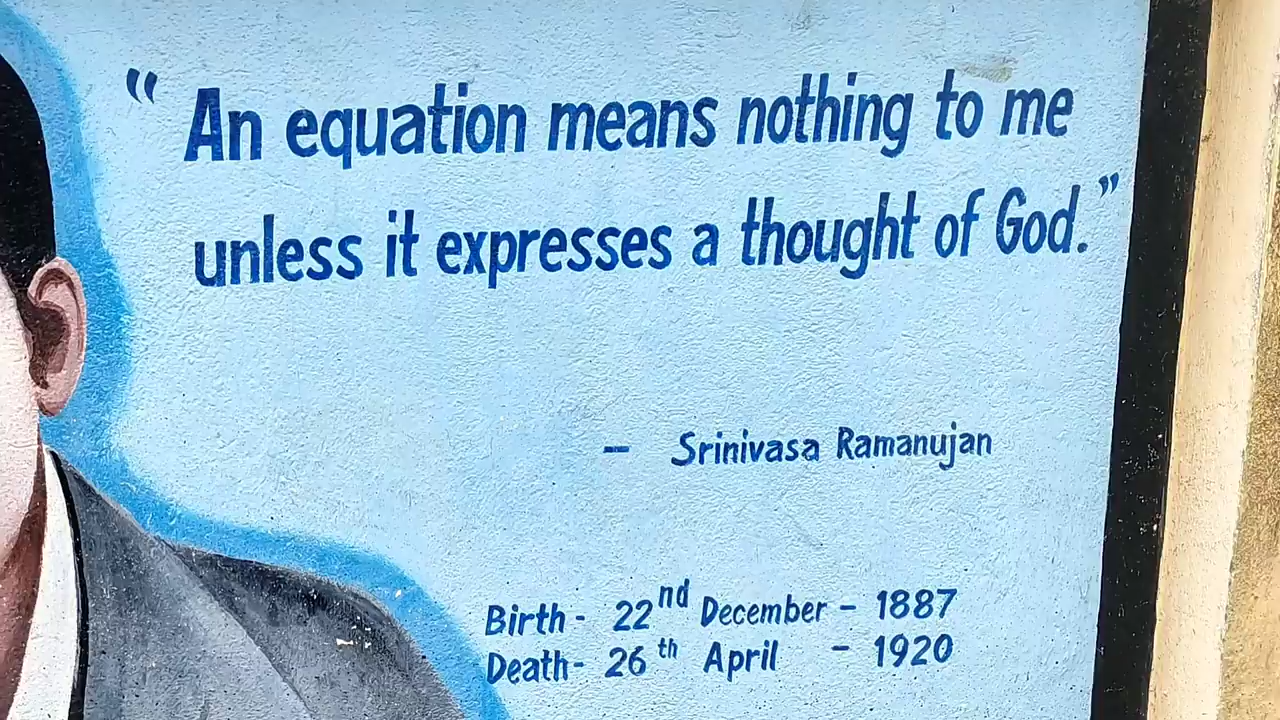 “ An equation means nothing to me
unless it expresses a thought of God.”
– Srinivasa Ramanujan
Birth - 22nd December - 1887
Death- 26th April - 1920